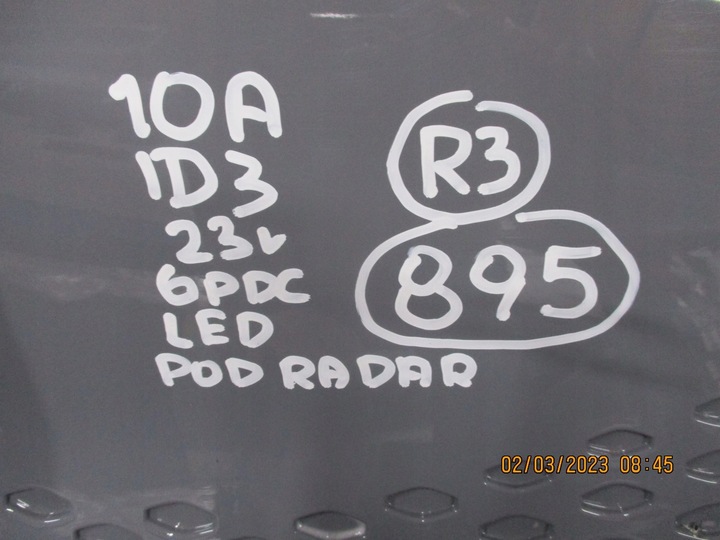 10A
ID3
23r
6PDC
LED
POD RADAR
R3
895
02/03/2023 08:45